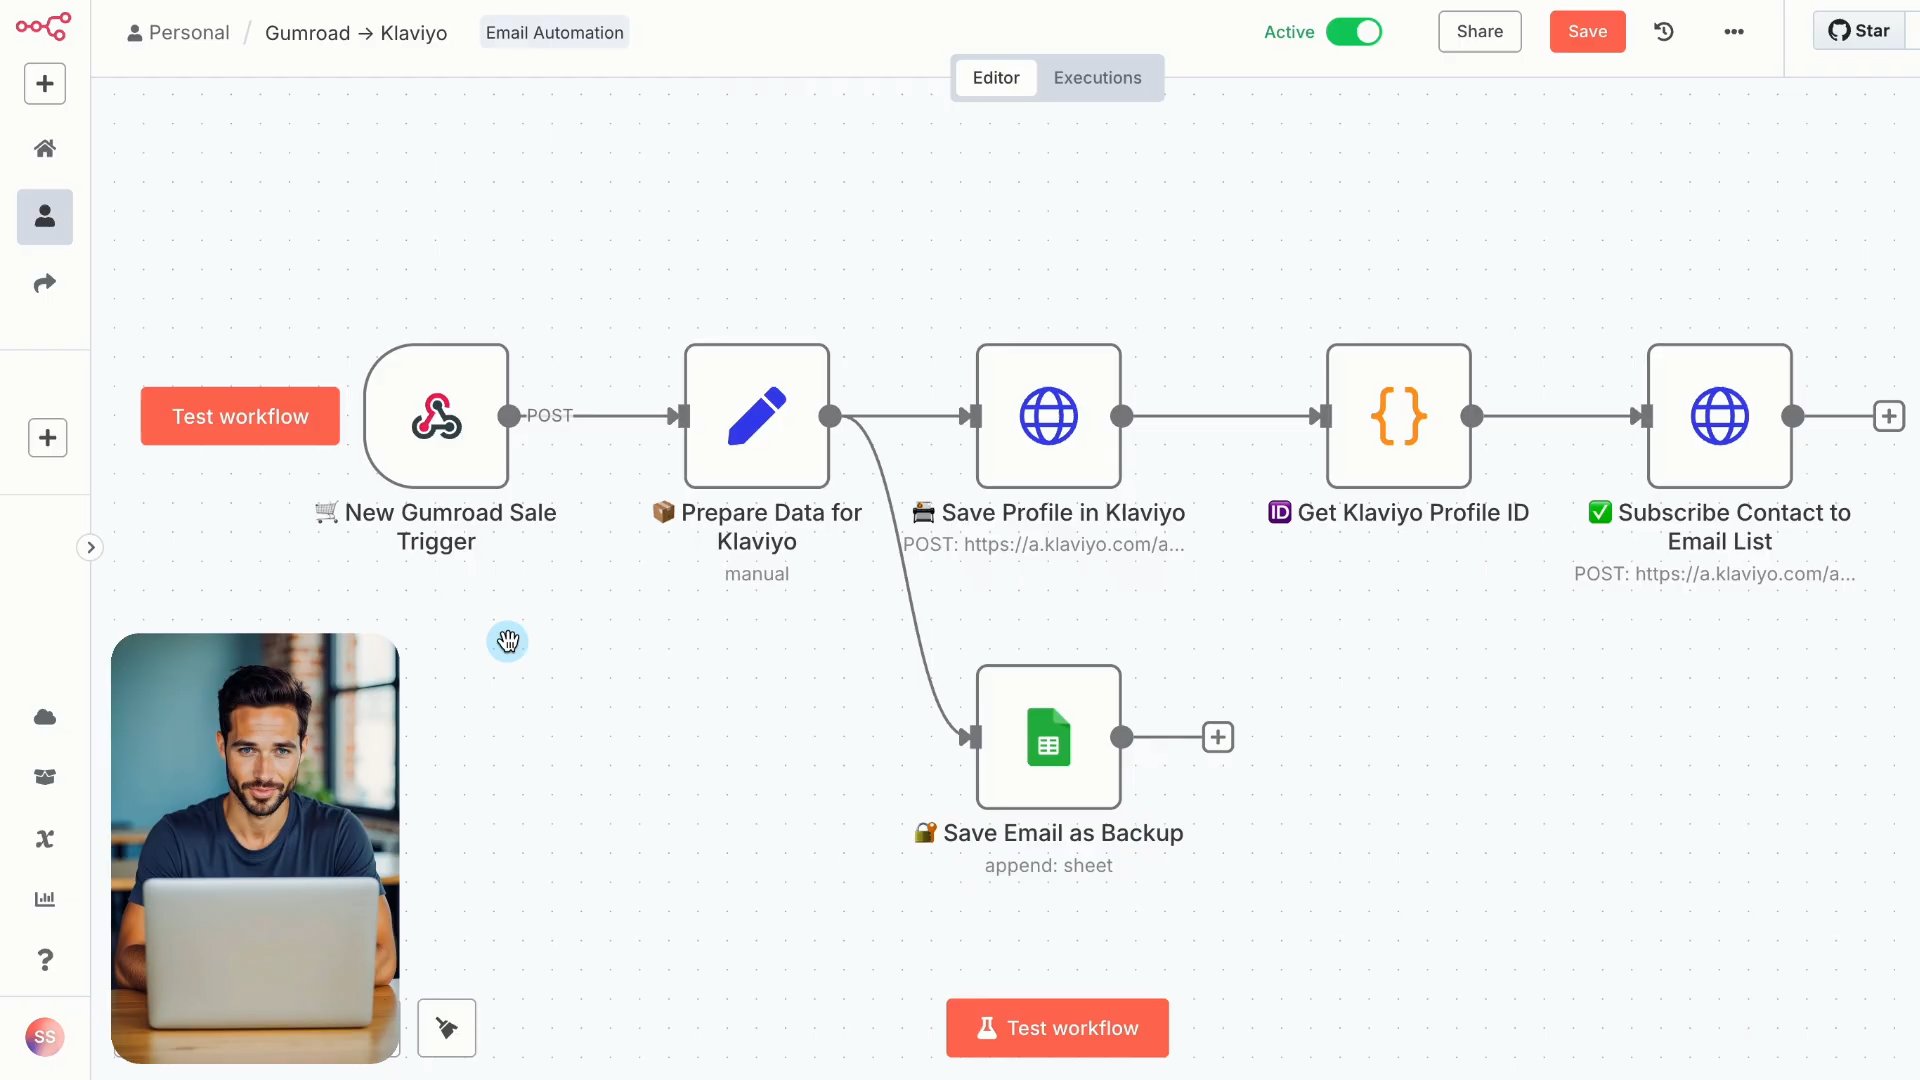 Personal / Gumroad → Klaviyo Email Automation
Active
Share
Save
Star
Editor Executions
Test workflow
POST
🛒 New Gumroad Sale
Trigger
📦 Prepare Data for
Klaviyo
manual
📇 Save Profile in Klaviyo
POST: https://a.klaviyo.com/a...
🆔 Get Klaviyo Profile ID
✅ Subscribe Contact to
Email List
POST: https://a.klaviyo.com/a...
🔐 Save Email as Backup
append: sheet
SS
Test workflow